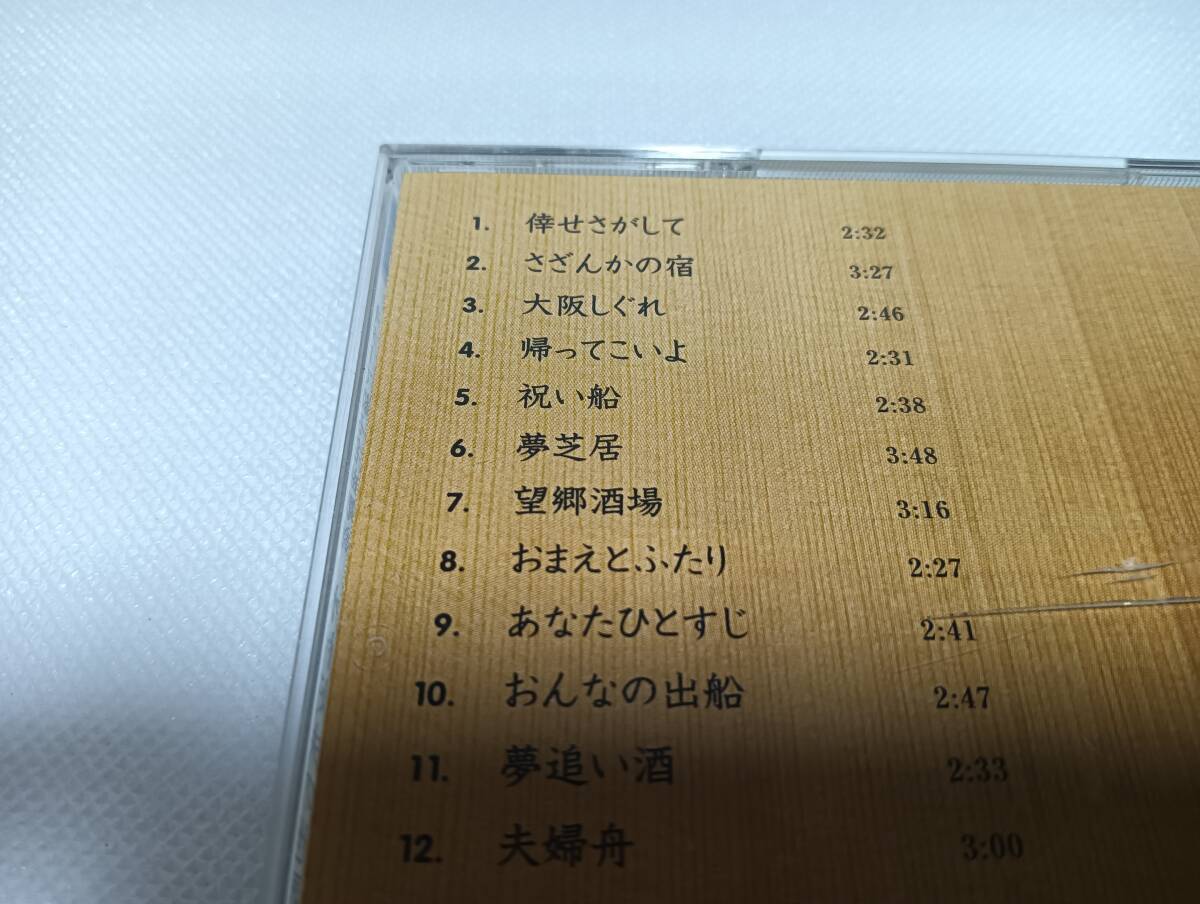 1. 倖せさがして 2:32
2. さざんかの宿 3:27
3. 大阪しぐれ 2:46
4. 帰ってこいよ 2:31
5. 祝い船 2:38
6. 夢芝居 3:48
7. 望郷酒場 3:16
8. おまえとふたり 2:27
9. あなたひとすじ 2:41
10. おんなの出船 2:47
11. 夢追い酒 2:33
12. 夫婦舟 3:00